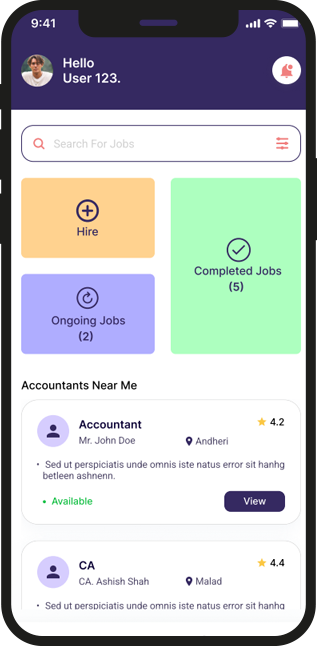 9:41
Hello
User 123.
Search For Jobs
Hire
Ongoing Jobs
(2)
Completed Jobs
(5)
Accountants Near Me
Accountant
4.2
Mr. John Doe
Andheri
• Sed ut perspiciatis unde omnis iste natus error sit hanhg
betleen ashnenn.
• Available
View
CA
4.4
CA. Ashish Shah
Malad
• Sed ut perspiciatis unde omnis iste natus error sit hanhg